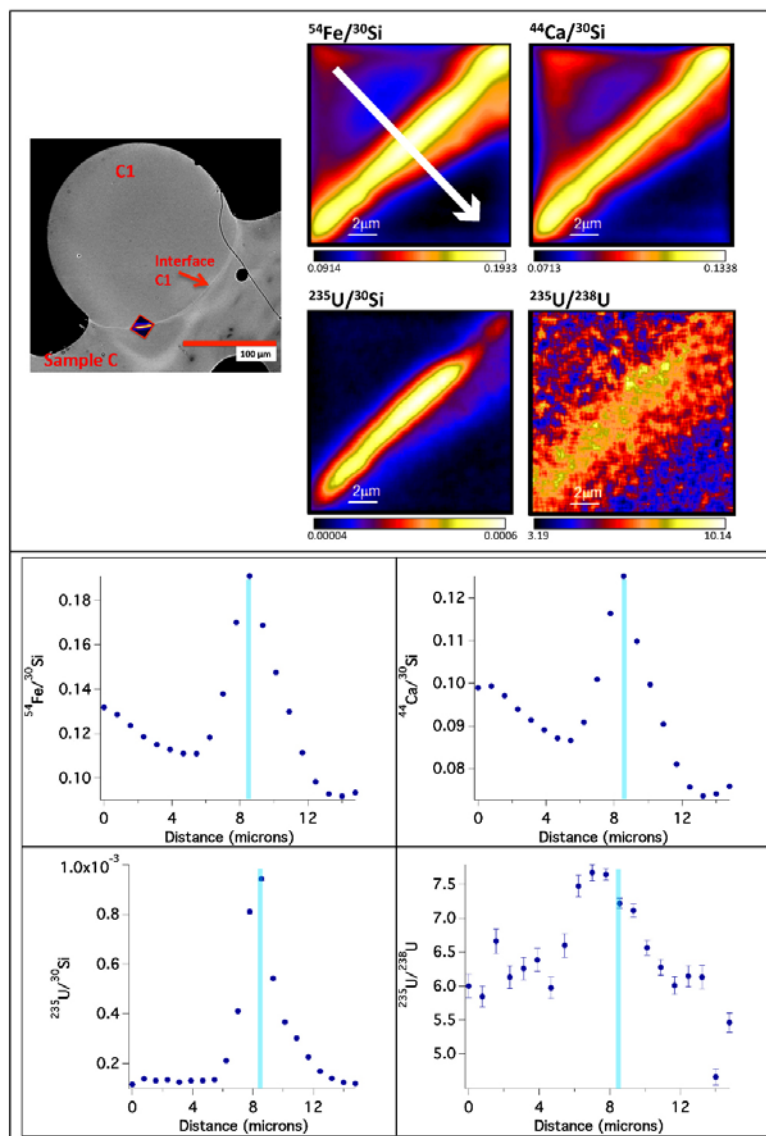 ⁵⁴Fe/³⁰Si
⁴⁴Ca/³⁰Si
C1
Interface
C1
Sample C
100 µm
2µm
2µm
0.0914 0.1933
0.0713 0.1338
²³⁵U/³⁰Si
²³⁵U/²³⁸U
2µm
2µm
0.00004 0.0006
3.19 10.14
⁵⁴Fe/³⁰Si
0.18
0.16
0.14
0.12
0.10
0 4 8 12
Distance (microns)
⁴⁴Ca/³⁰Si
0.12
0.11
0.10
0.09
0.08
0 4 8 12
Distance (microns)
²³⁵U/³⁰Si
1.0x10⁻³
0.8
0.6
0.4
0.2
0 4 8 12
Distance (microns)
²³⁵U/²³⁸U
7.5
7.0
6.5
6.0
5.5
5.0
0 4 8 12
Distance (microns)